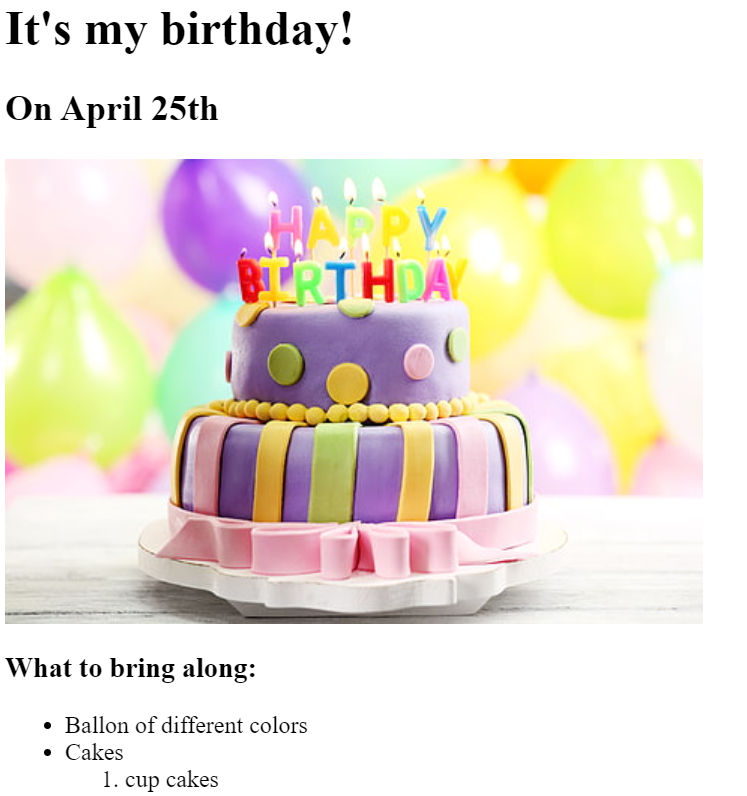 It's my birthday!
On April 25th
HAPPY
BIRTHDAY
What to bring along:
• Ballon of different colors
• Cakes
1. cup cakes